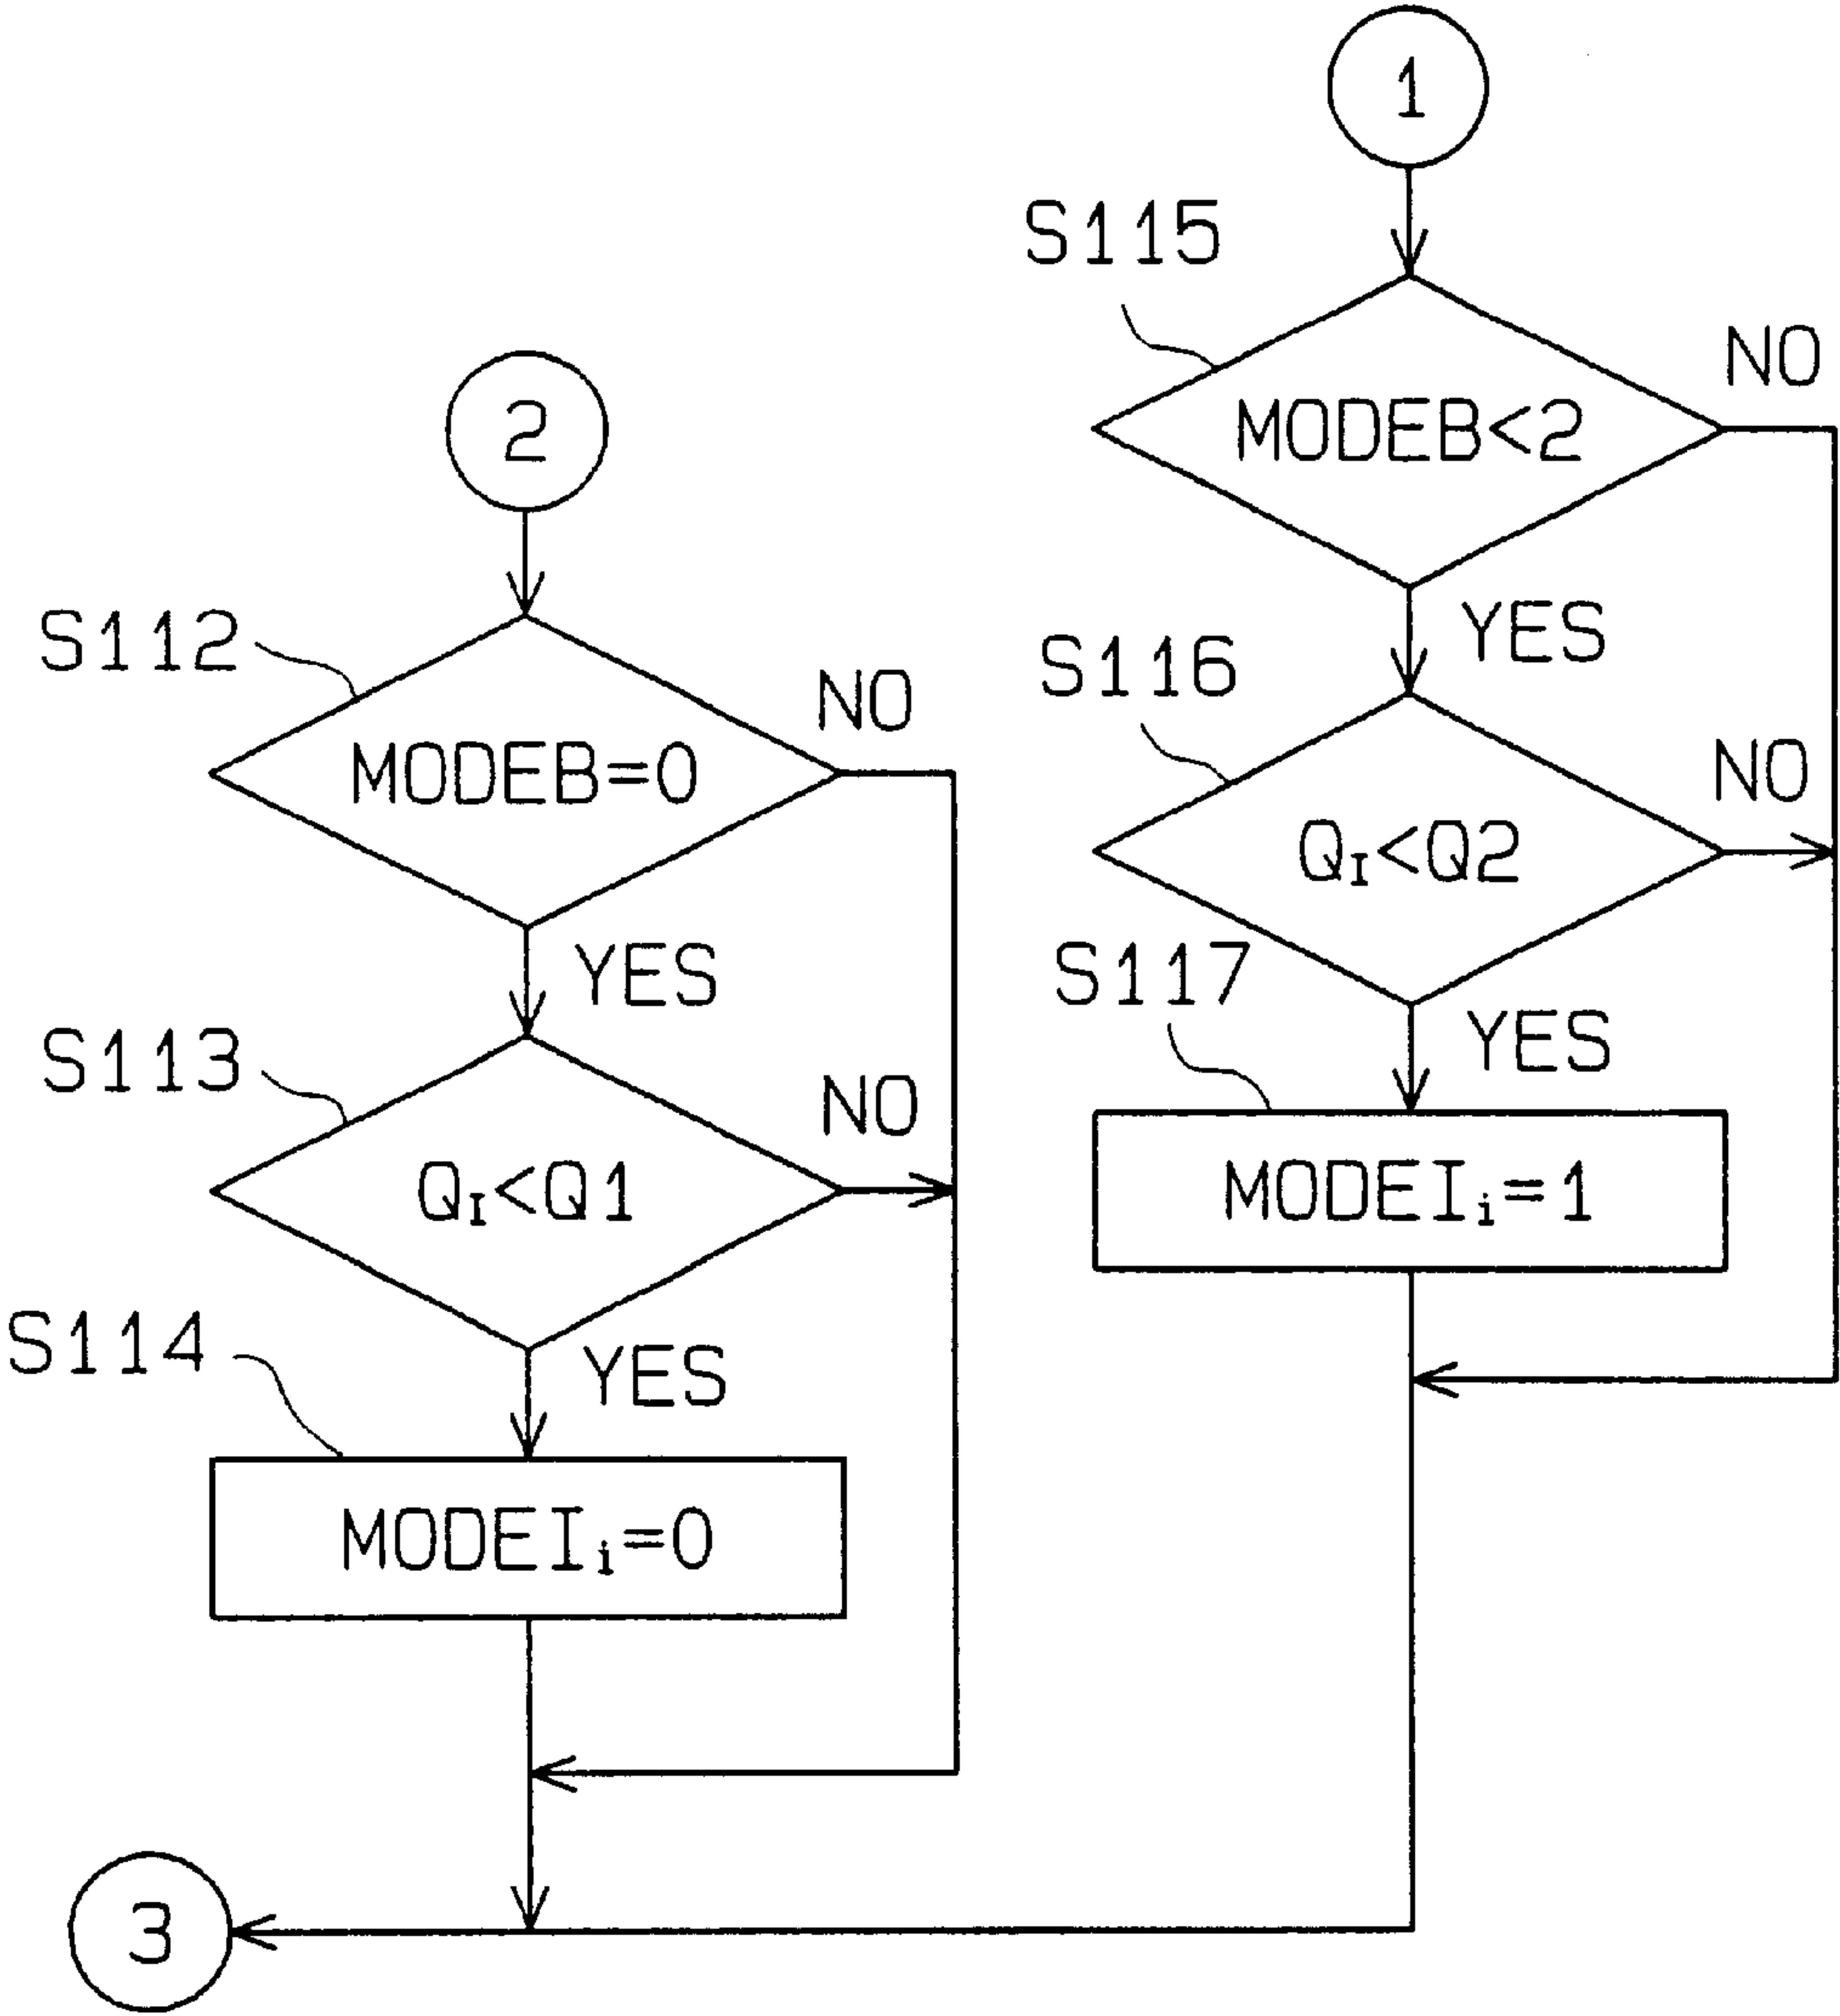 1
S115
NO
MODEB<2
YES
S116
NO
QI<Q2
S117
YES
MODEIi=1
2
S112
NO
MODEB=0
YES
S113
NO
QI<Q1
S114
YES
MODEIi=0
3